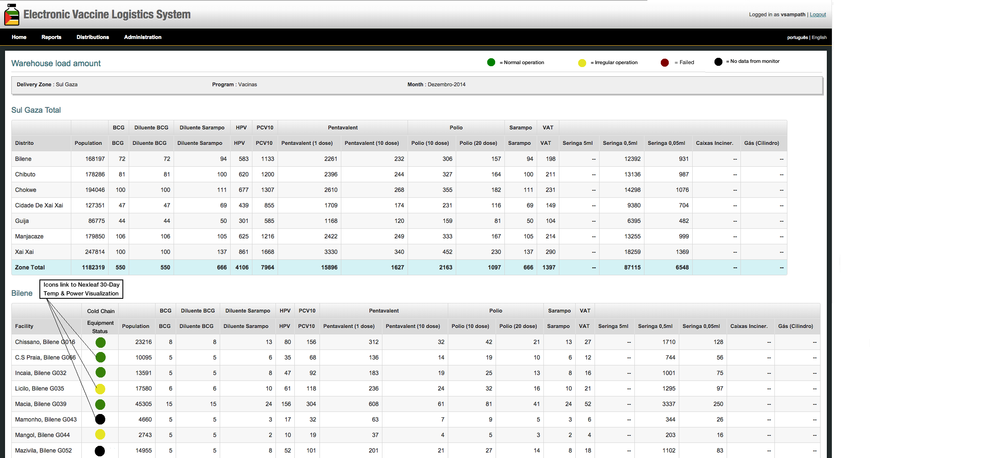 Electronic Vaccine Logistics System
Logged in as vsampath | Logout
Home Reports Distributions Administration
português | English
Warehouse load amount
= Normal operation = Irregular operation = Failed = No data from monitor
Delivery Zone : Sul Gaza Program : Vacinas Month : Dezembro-2014
Sul Gaza Total
BCG Diluente BCG Diluente Sarampo HPV PCV10 Pentavalent Polio Sarampo VAT
Distrito Population BCG Diluente BCG Diluente Sarampo HPV PCV10 Pentavalent (1 dose) Pentavalent (10 dose) Polio (10 dose) Polio (20 dose) Sarampo VAT Seringa 5ml Seringa 0,5ml Seringa 0,05ml Caixas Inciner. Gás (Cilindro)
Bilene 168197 72 72 94 583 1133 2261 232 306 157 94 198 -- 12392 931 -- --
Chibuto 178286 81 81 100 620 1200 2396 244 327 164 100 211 -- 13136 987 -- --
Chokwe 194046 100 100 111 677 1307 2610 268 355 182 111 231 -- 14298 1076 -- --
Cidade De Xai Xai 127351 47 47 69 439 855 1709 174 231 116 69 149 -- 9380 704 -- --
Guija 86775 44 44 50 301 585 1168 120 159 81 50 104 -- 6395 482 -- --
Manjacaze 179850 106 106 105 625 1216 2422 249 333 167 105 214 -- 13255 999 -- --
Xai Xai 247814 100 100 137 861 1668 3330 340 452 230 137 290 -- 18259 1369 -- --
Zone Total 1182319 550 550 666 4106 7964 15896 1627 2163 1097 666 1397 -- 87115 6548 -- --
Icons link to Nexleaf 30-Day
Temp & Power Visualization
Bilene
Cold Chain BCG Diluente BCG Diluente Sarampo HPV PCV10 Pentavalent Polio Sarampo VAT
Facility Equipment Population BCG Diluente BCG Diluente Sarampo HPV PCV10 Pentavalent (1 dose) Pentavalent (10 dose) Polio (10 dose) Polio (20 dose) Sarampo VAT Seringa 5ml Seringa 0,5ml Seringa 0,05ml Caixas Inciner. Gás (Cilindro)
Status
Chissano, Bilene G016 23216 8 8 13 80 156 312 32 42 21 13 27 -- 1710 128 -- --
C.S Praia, Bilene G066 10095 5 5 6 35 68 136 14 19 10 6 12 -- 744 56 -- --
Incaia, Bilene G032 13591 5 5 8 47 92 183 19 25 13 8 16 -- 1001 75 -- --
Licilo, Bilene G035 17580 6 6 10 61 118 236 24 32 16 10 21 -- 1295 97 -- --
Macia, Bilene G039 45305 15 15 24 156 304 608 61 81 41 24 52 -- 3337 250 -- --
Mamonho, Bilene G043 4660 5 5 3 17 32 63 7 9 5 3 6 -- 344 26 -- --
Mangol, Bilene G044 2743 5 5 2 10 19 37 4 5 3 2 4 -- 203 16 -- --
Mazivila, Bilene G052 14955 5 5 8 52 101 201 21 27 14 8 18 -- 1102 83 -- --